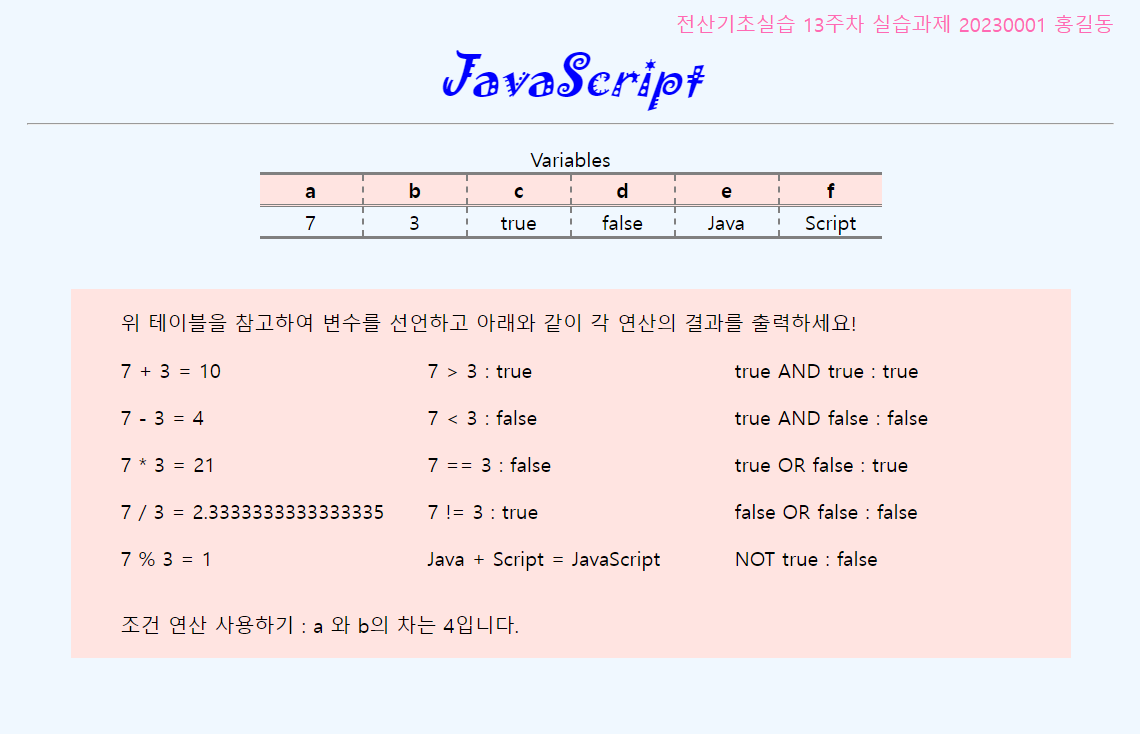 전산기초실습 13주차 실습과제 20230001 홍길동
JavaScript
Variables
a b c d e f
7 3 true false Java Script
위 테이블을 참고하여 변수를 선언하고 아래와 같이 각 연산의 결과를 출력하세요!
7 + 3 = 10 7 > 3 : true true AND true : true
7 - 3 = 4 7 < 3 : false true AND false : false
7 * 3 = 21 7 == 3 : false true OR false : true
7 / 3 = 2.3333333333333335 7 != 3 : true false OR false : false
7 % 3 = 1 Java + Script = JavaScript NOT true : false
조건 연산 사용하기 : a 와 b의 차는 4입니다.